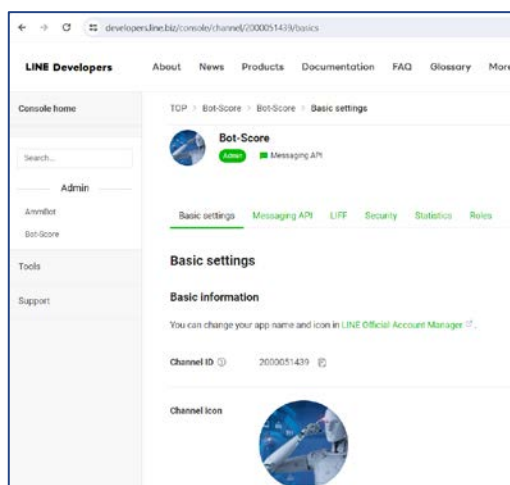 developers.line.biz/console/channel/2000051439/basics
LINE Developers About News Products Documentation FAQ Glossary More
Console home
TOP > Bot-Score > Bot-Score > Basic settings
Bot-Score
Admin Messaging API
Search...
Admin
AmmBot
Bot-Score
Tools
Support
Basic settings Messaging API LIFF Security Statistics Roles
Basic settings
Basic information
You can change your app name and icon in LINE Official Account Manager.
Channel ID 2000051439
Channel icon